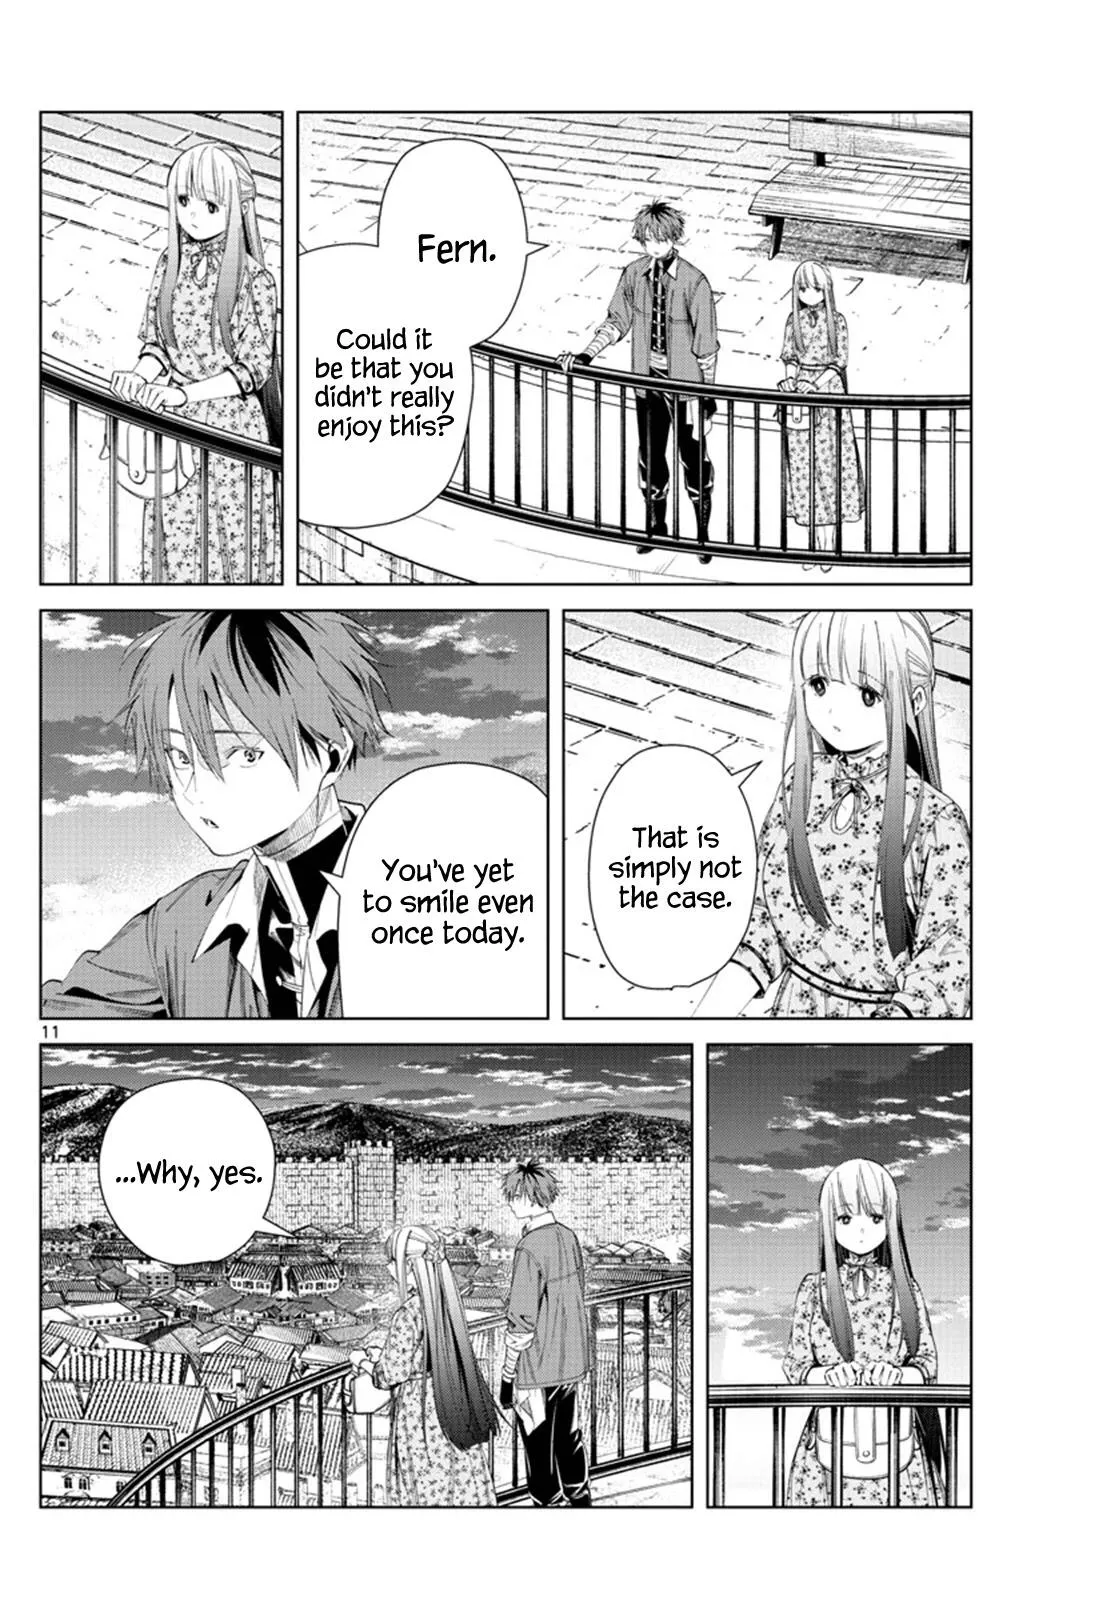 Fern.
Could it
be that you
didn't really
enjoy this?
That is
simply not
the case.
You've yet
to smile even
once today.
11
...Why, yes.